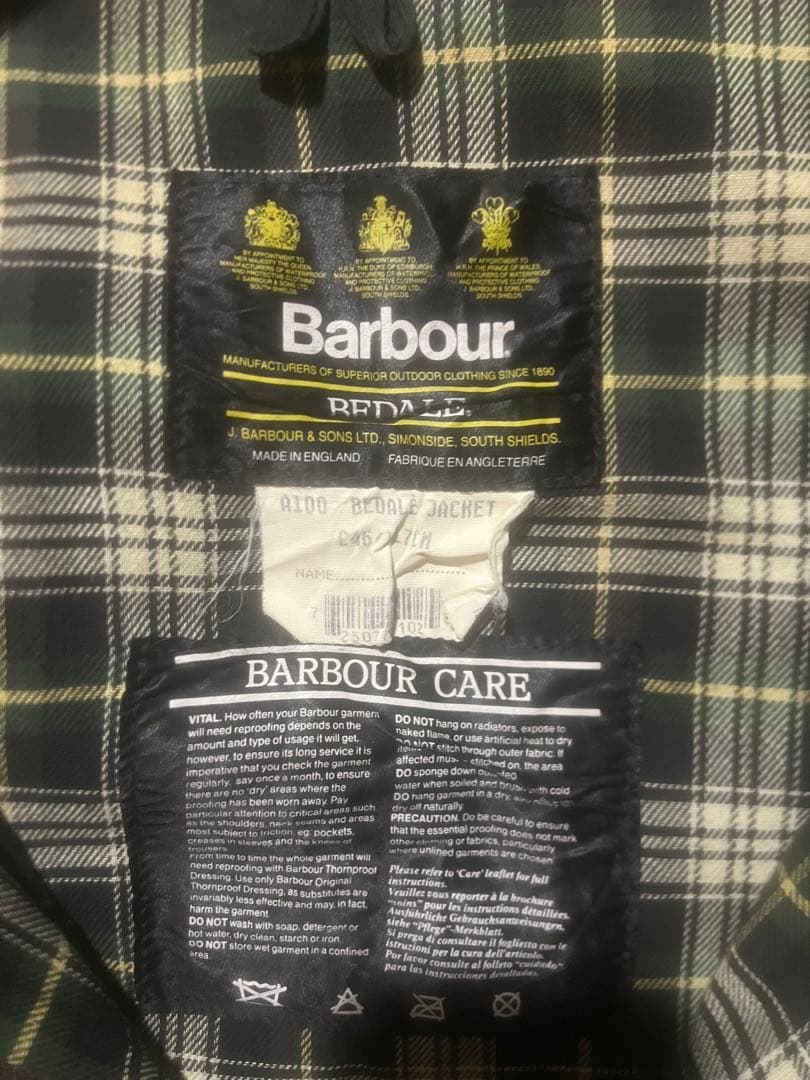 BY APPOINTMENT TO
HER MAJESTY THE QUEEN
MANUFACTURERS OF WATERPROOF
AND PROTECTIVE CLOTHING
J. BARBOUR & SONS LTD.
SOUTH SHIELDS
BY APPOINTMENT TO
H.R.H. THE DUKE OF EDINBURGH
MANUFACTURERS OF WATERPROOF
AND PROTECTIVE CLOTHING
J. BARBOUR & SONS LTD.
SOUTH SHIELDS
BY APPOINTMENT TO
H.R.H. THE PRINCE OF WALES
MANUFACTURERS OF WATERPROOF
AND PROTECTIVE CLOTHING
J. BARBOUR & SONS LTD.
SOUTH SHIELDS
Barbour
MANUFACTURERS OF SUPERIOR OUTDOOR CLOTHING SINCE 1890
BEDALE
J. BARBOUR & SONS LTD., SIMONSIDE, SOUTH SHIELDS.
MADE IN ENGLAND FABRIQUE EN ANGLETERRE
A100 BEDALE JACKET
C46/ 7CM
NAME
7
BARBOUR CARE
VITAL. How often your Barbour garment
will need reproofing depends on the
amount and type of usage it will get,
however, to ensure its long service it is
imperative that you check the garment
regularly, say once a month, to ensure
there are no 'dry' areas where the
proofing has been worn away. Pay
particular attention to critical areas such
as the shoulders, neck seams and areas
most subject to friction, eg. pockets,
creases in sleeves and the knees of
trousers.
From time to time the whole garment will
need reproofing with Barbour Thornproof
Dressing. Use only Barbour Original
Thornproof Dressing, as substitutes are
invariably less effective and may, in fact,
harm the garment.
DO NOT wash with soap, detergent or
hot water, dry clean, starch or iron.
DO NOT store wet garment in a confined
area.
DO NOT hang on radiators, expose to
naked flame, or use artificial heat to dry
DO NOT stitch through outer fabric. If
affected stitched on, the area
DO sponge down
water when soiled and brush with cold
DO hang garment in a dry,
dry off naturally.
PRECAUTION. Do be careful to ensure
that the essential proofing does not mark
other clothing or fabrics, particularly
where unlined garments are chosen.
Please refer to 'Care' leaflet for full
instructions.
Veuillez vous reporter à la brochure
"soins" pour les instructions détaillées.
Ausführliche Gebrauchsanweisungen,
siehe "Pflege"-Merkblatt.
Si prega di consultare il foglietto con le
istruzioni per la cura dell'articolo.
Por favor consulte al folleto "cuidado"
para las instrucciones detalladas.